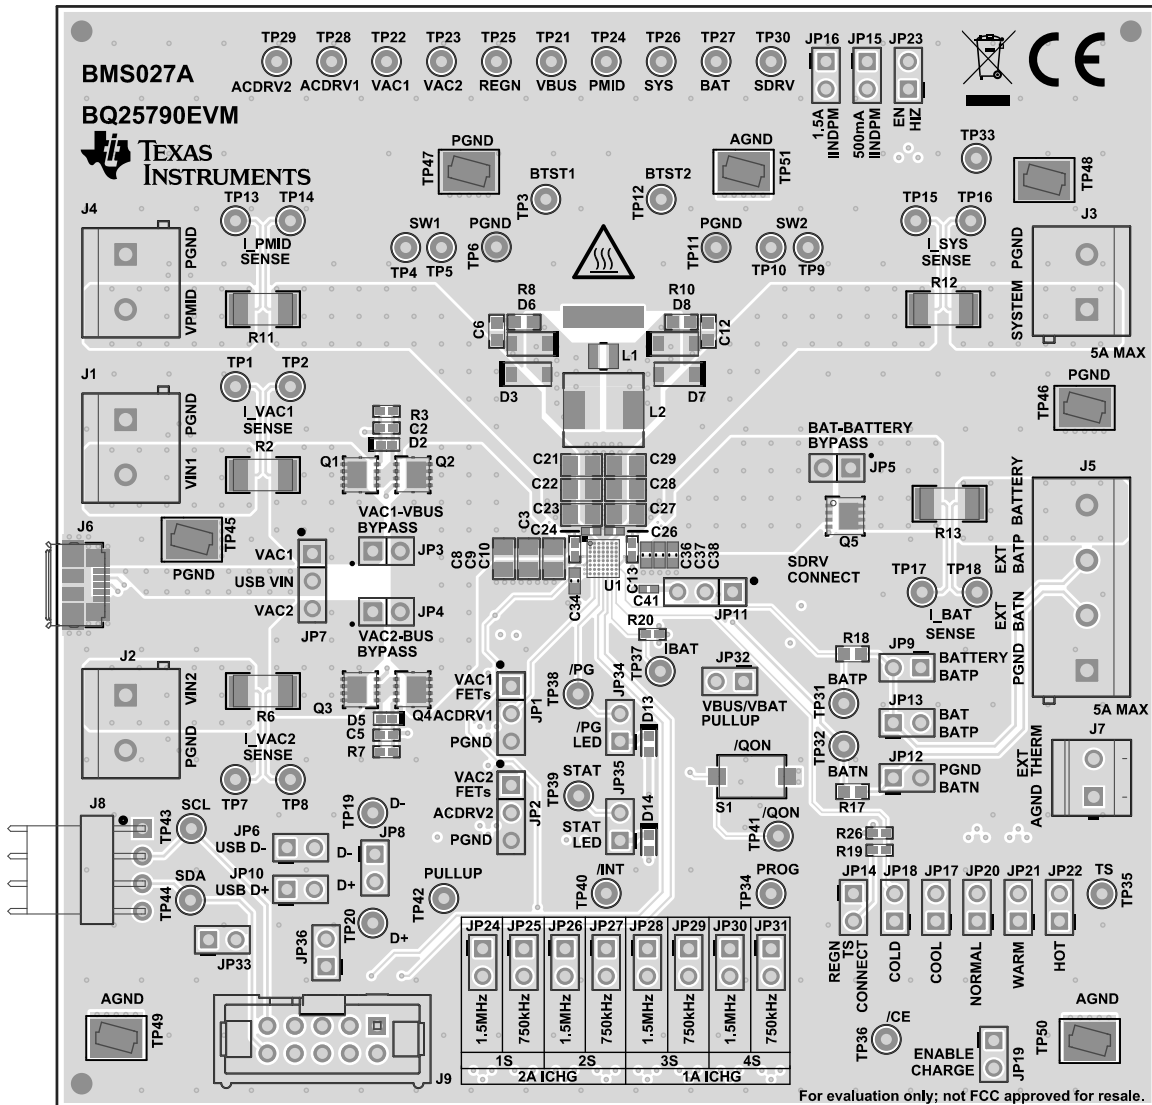 TP29 TP28 TP22 TP23 TP25 TP21 TP24 TP26 TP27 TP30 JP16 JP15 JP23
ACDRV2 ACDRV1 VAC1 VAC2 REGN VBUS PMID SYS BAT SDRV
BMS027A
BQ25790EVM
TEXAS
INSTRUMENTS
1.5A
IINDPM
500mA
IINDPM
EN
HIZ
CE
TP33
PGND
TP47
AGND
TP51
TP48
BTST1
TP3
BTST2
TP12
J4
TP13 TP14
I_PMID
SENSE
PGND
VPMID
R11
SW1
TP4 TP5
PGND
TP6
PGND
TP11
SW2
TP10 TP9
TP15 TP16
I_SYS
SENSE
R12
J3
SYSTEM PGND
5A MAX
R8
D6
C6
R10
D8
C12
L1
D3
D7
L2
J1
TP1 TP2
I_VAC1
SENSE
PGND
VIN1
R2
R3
C2
D2
Q1
Q2
VAC1-VBUS
BYPASS
JP3
C21
C22
C23
C3
C24
C29
C28
C27
C26
PGND
TP46
BAT-BATTERY
BYPASS
JP5
Q5
SDRV
CONNECT
R13
J5
BATTERY
EXT BATP
EXT BATN
PGND
5A MAX
J6
TP45
PGND
VAC1
USB VIN
VAC2
JP7
JP4
VAC2-BUS
BYPASS
C8
C9
C10
C34
U1
C13
C36
C37
C38
C41
JP11
R20
IBAT
TP37
TP17 TP18
I_BAT
SENSE
J2
VIN2
PGND
R6
I_VAC2
SENSE
TP7 TP8
Q3
Q4
D5
C5
R7
VAC1
FETs
ACDRV1
PGND
JP1
VAC2
FETs
ACDRV2
PGND
JP2
/PG
TP38
JP34
/PG
LED
D13
STAT
TP39
JP35
STAT
LED
D14
JP32
VBUS/VBAT
PULLUP
/QON
S1
/QON
TP41
R18
BATP
TP31
TP32
BATN
R17
JP9
BATTERY
BATP
JP13
BAT
BATP
JP12
PGND
BATN
J7
EXT
AGND THERM
R26
R19
J8
TP43
SCL
SDA
TP44
JP6
USB D-
JP10
USB D+
JP33
TP19
D-
JP8
D-
D+
TP20
D+
JP36
PULLUP
TP42
/INT
TP40
PROG
TP34
JP14 JP18 JP17 JP20 JP21 JP22
TS
TP35
REGN
TS
CONNECT
COLD
COOL
NORMAL
WARM
HOT
JP24 JP25 JP26 JP27 JP28 JP29 JP30 JP31
1.5MHz 750kHz 1.5MHz 750kHz 1.5MHz 750kHz 1.5MHz 750kHz
1S 2S 3S 4S
2A ICHG 1A ICHG
AGND
TP49
J9
/CE
TP36
ENABLE
CHARGE
JP19
AGND
TP50
For evaluation only; not FCC approved for resale.